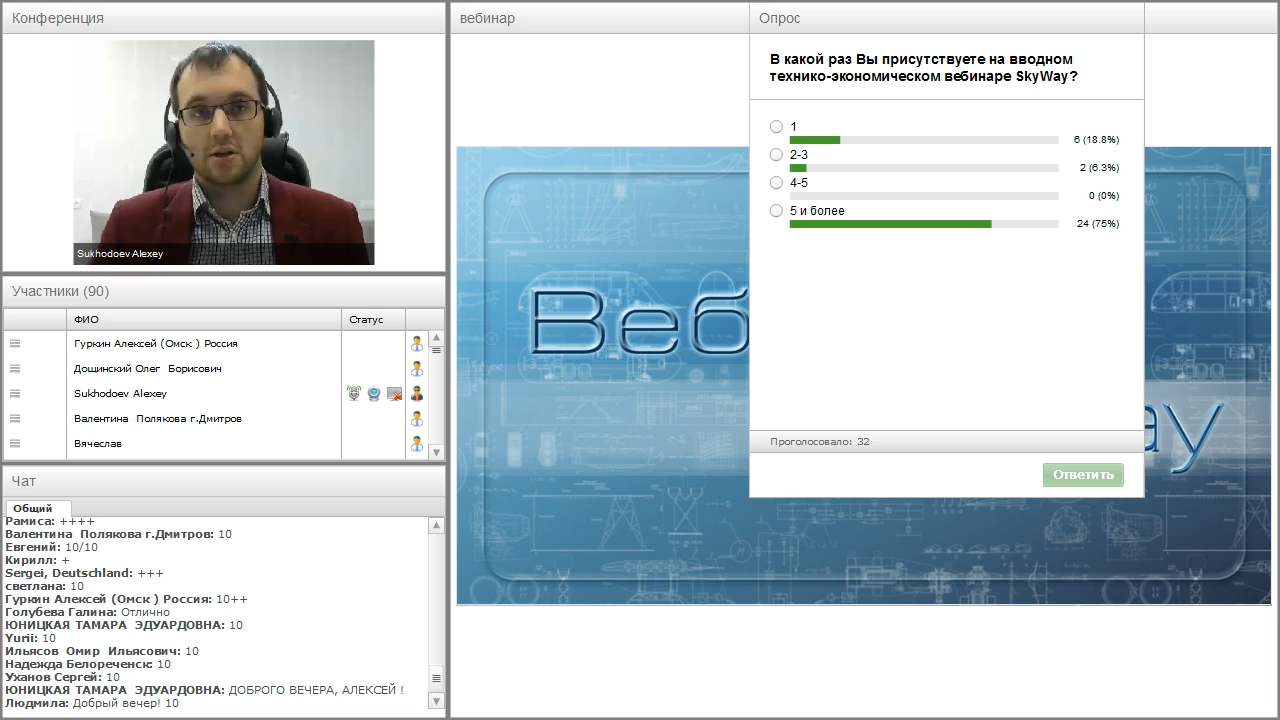 Конференция
Sukhodoev Alexey
Участники (90)
ФИО
Статус
Гуркин Алексей (Омск ) Россия
Дощинский Олег Борисович
Sukhodoev Alexey
Валентина Полякова г.Дмитров
Вячеслав
Чат
Общий
Рамиса: ++++
Валентина Полякова г.Дмитров: 10
Евгений: 10/10
Кирилл: +
Sergei, Deutschland: +++
светлана: 10
Гуркин Алексей (Омск ) Россия: 10++
Голубева Галина: Отлично
ЮНИЦКАЯ ТАМАРА ЭДУАРДОВНА: 10
Yurii: 10
Ильясов Омир Ильясович: 10
Надежда Белореченск: 10
Уханов Сергей: 10
ЮНИЦКАЯ ТАМАРА ЭДУАРДОВНА: ДОБРОГО ВЕЧЕРА, АЛЕКСЕЙ !
Людмила: Добрый вечер! 10
вебинар
Веб
ay
Опрос
В какой раз Вы присутствуете на вводном
технико-экономическом вебинаре SkyWay?
1
6 (18.8%)
2-3
2 (6.3%)
4-5
0 (0%)
5 и более
24 (75%)
Проголосовало: 32
Ответить